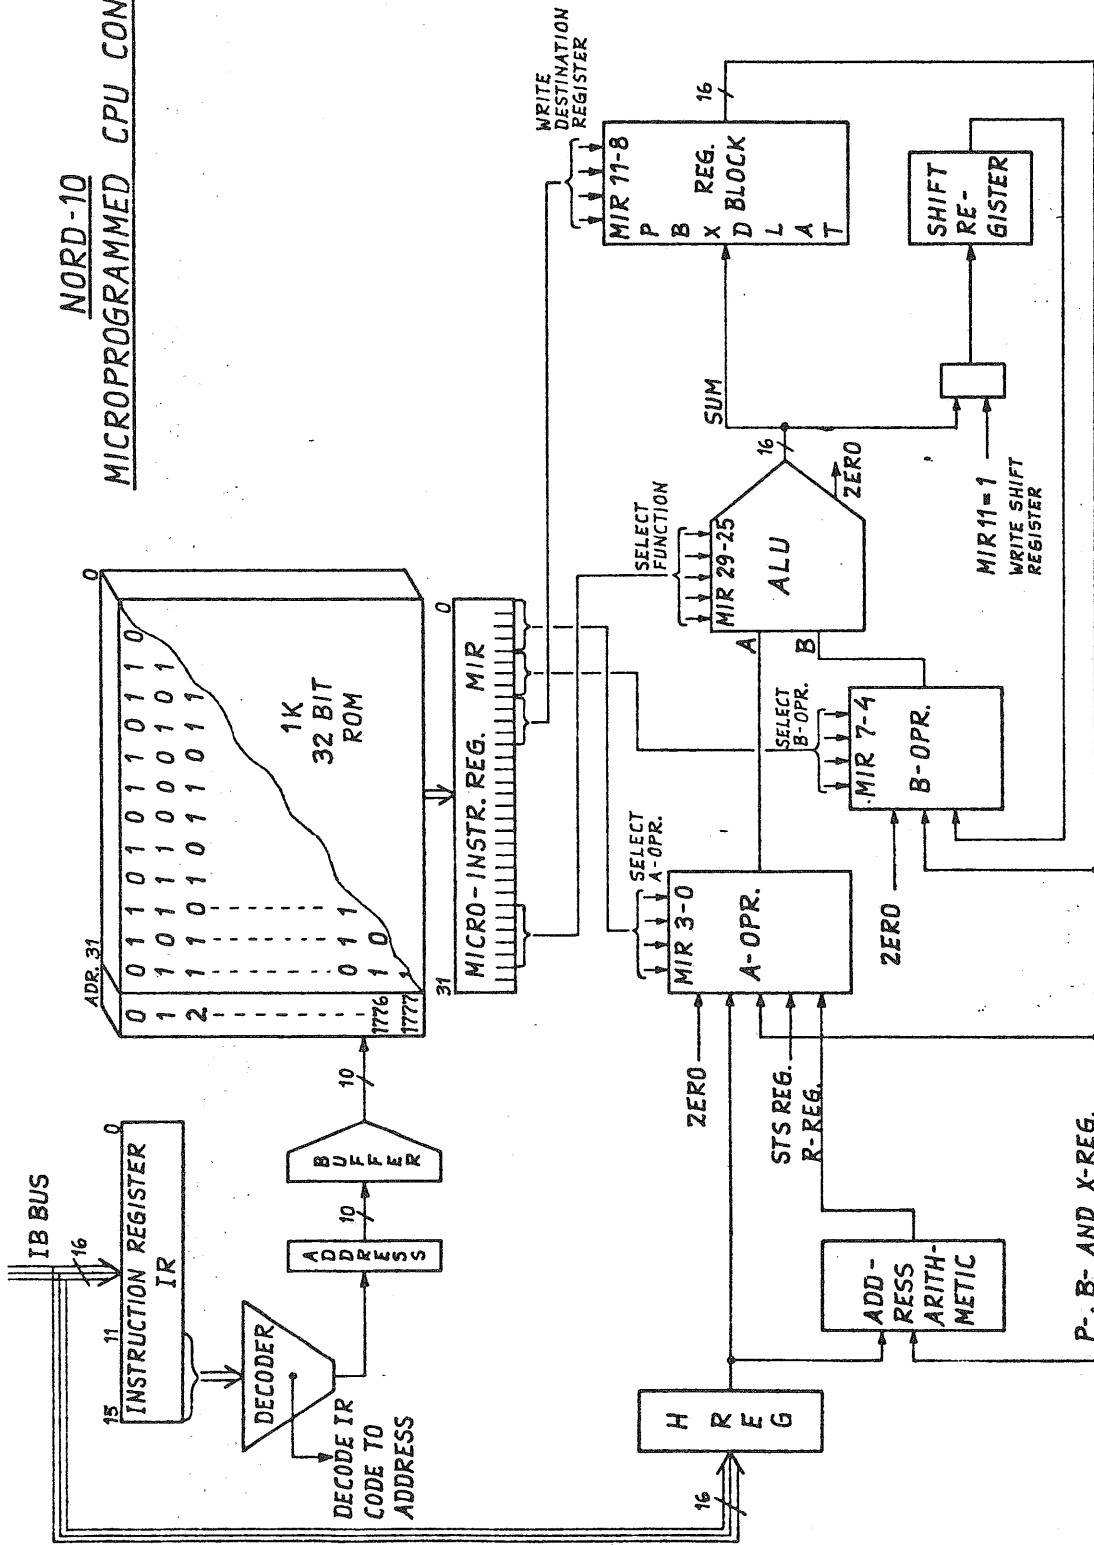 NORD-10
MICROPROGRAMMED CPU CON
IB BUS
16
15 11 0
INSTRUCTION REGISTER
IR
DECODER
DECODE IR
CODE TO
ADDRESS
ADDRESS
10
BUFFER
10
ADR. 31 0
0 0 1 1 0 1 0 1 1 0 1 1 0
1 1 0 1 1 1 0 0 0 1 0 1
2 1 1 0 1 0 1 0 1 1 1
1776 0 1 1
1777 1 0
1
1K
32 BIT
ROM
31 0
MICRO-INSTR. REG. MIR
16
H REG
ADD-
RESS
ARITH-
METIC
P-, B- AND X-REG.
ZERO
STS REG.
R-REG.
SELECT
A-OPR.
MIR 3-0
A-OPR.
ZERO
SELECT
B-OPR.
MIR 7-4
B-OPR.
A
B
SELECT
FUNCTION
MIR 29-25
ALU
ZERO
16
SUM
MIR11=1
WRITE SHIFT
REGISTER
SHIFT
RE-
GISTER
WRITE
DESTINATION
REGISTER
MIR 11-8
P
B
X REG.
D BLOCK
L
A
T
16